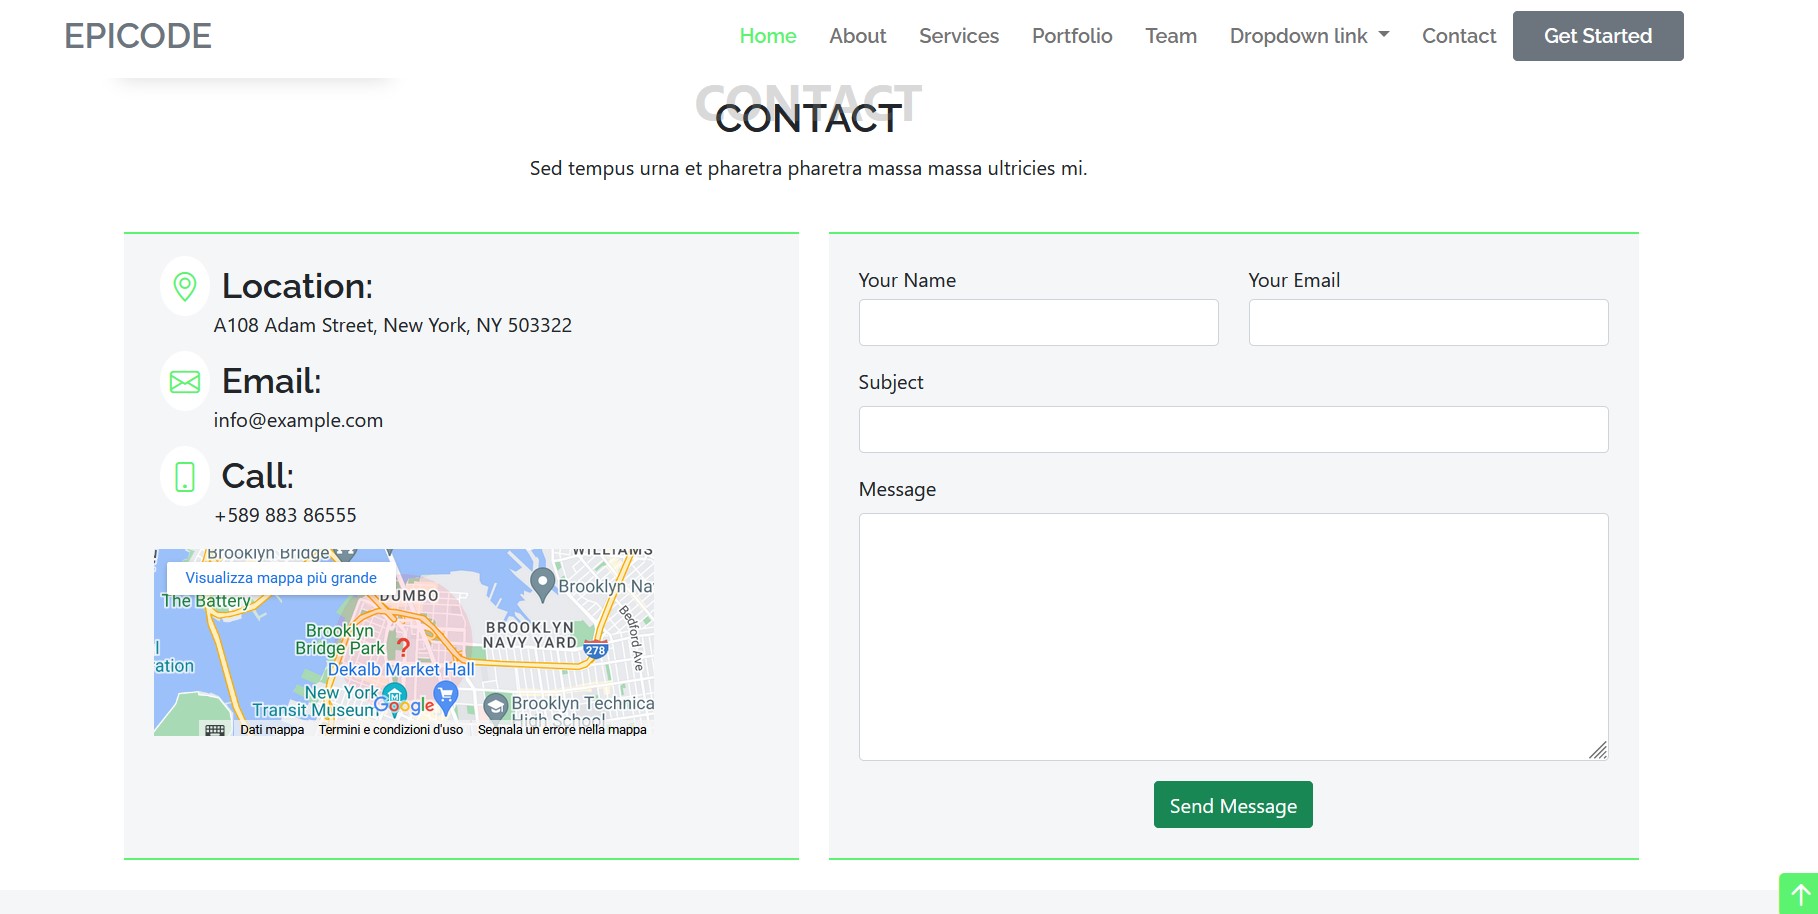 EPICODE
Home About Services Portfolio Team Dropdown link Contact Get Started
CONTACT
CONTACT
Sed tempus urna et pharetra pharetra massa massa ultricies mi.
Location:
A108 Adam Street, New York, NY 503322
Email:
info@example.com
Call:
+589 883 86555
Brooklyn Bridge
WILLIAMS
Visualizza mappa più grande
The Battery
DUMBO
Brooklyn Na
Bedford Ave
Brooklyn
Bridge Park
BROOKLYN
NAVY YARD
278
ation
Dekalb Market Hall
New York
Transit Museum
Google
Brooklyn Technica
High School
Dati mappa Termini e condizioni d'uso Segnala un errore nella mappa
Your Name Your Email
Subject
Message
Send Message